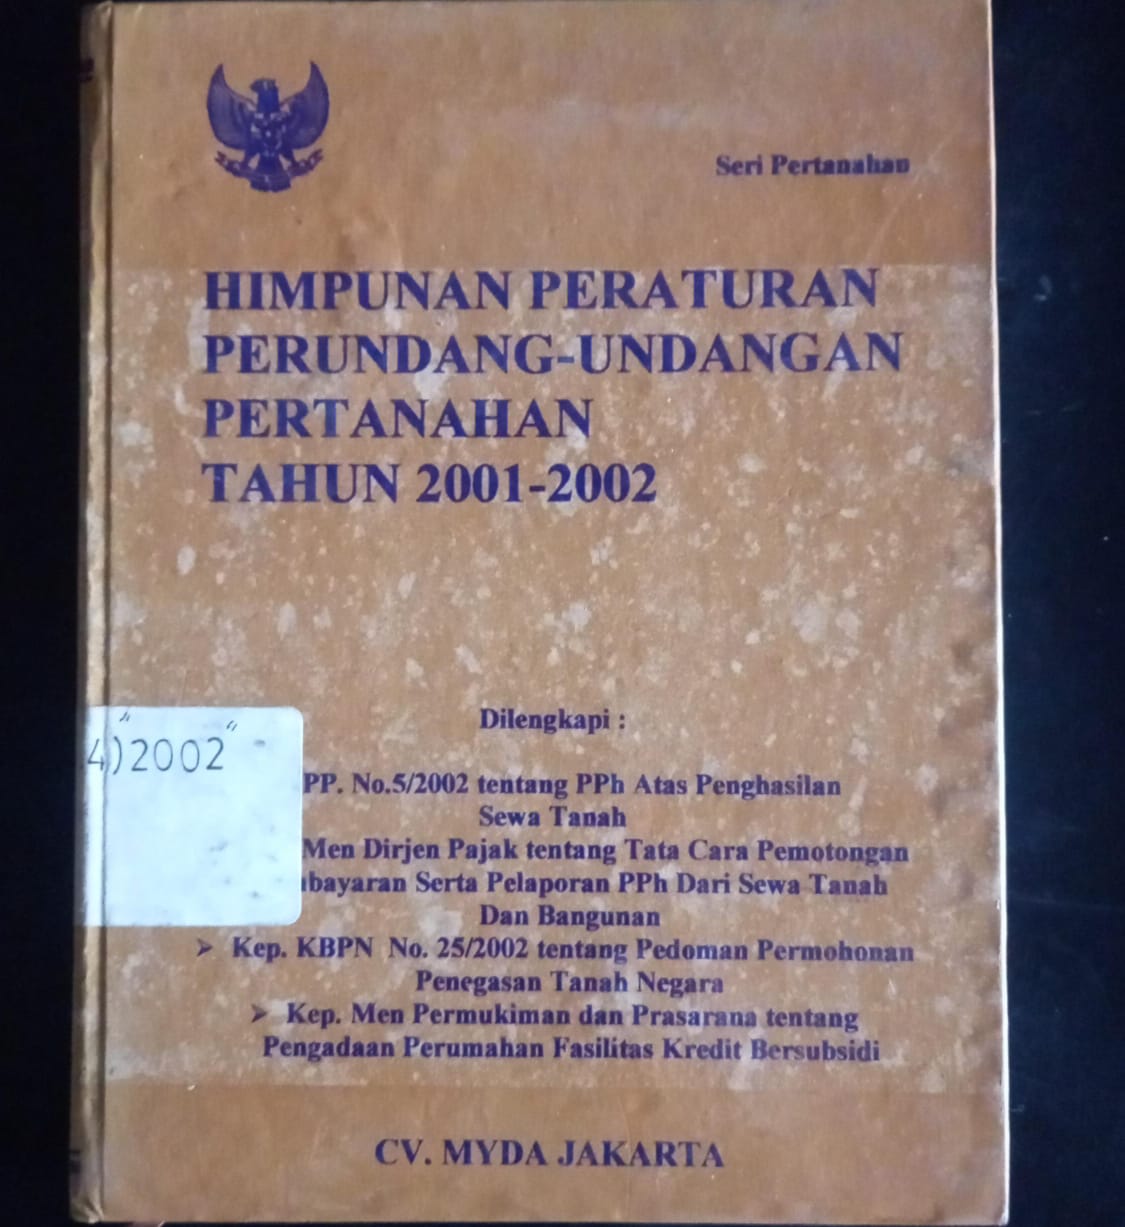 Seri Pertanahan
HIMPUNAN PERATURAN
PERUNDANG-UNDANGAN
PERTANAHAN
TAHUN 2001-2002
Dilengkapi :
4)"2002"
PP. No.5/2002 tentang PPh Atas Penghasilan
Sewa Tanah
Men Dirjen Pajak tentang Tata Cara Pemotongan
bayaran Serta Pelaporan PPh Dari Sewa Tanah
Dan Bangunan
➢ Kep. KBPN No. 25/2002 tentang Pedoman Permohonan
Penegasan Tanah Negara
➢ Kep. Men Permukiman dan Prasarana tentang
Pengadaan Perumahan Fasilitas Kredit Bersubsidi
CV. MYDA JAKARTA